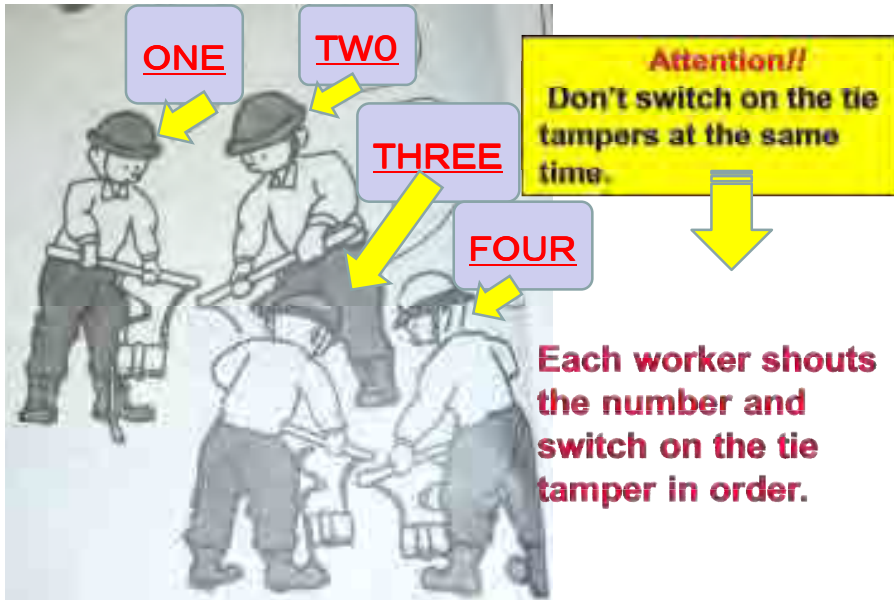 ONE
TWO
THREE
FOUR
Attention!!
Don't switch on the tie
tampers at the same
time.
Each worker shouts
the number and
switch on the tie
tamper in order.